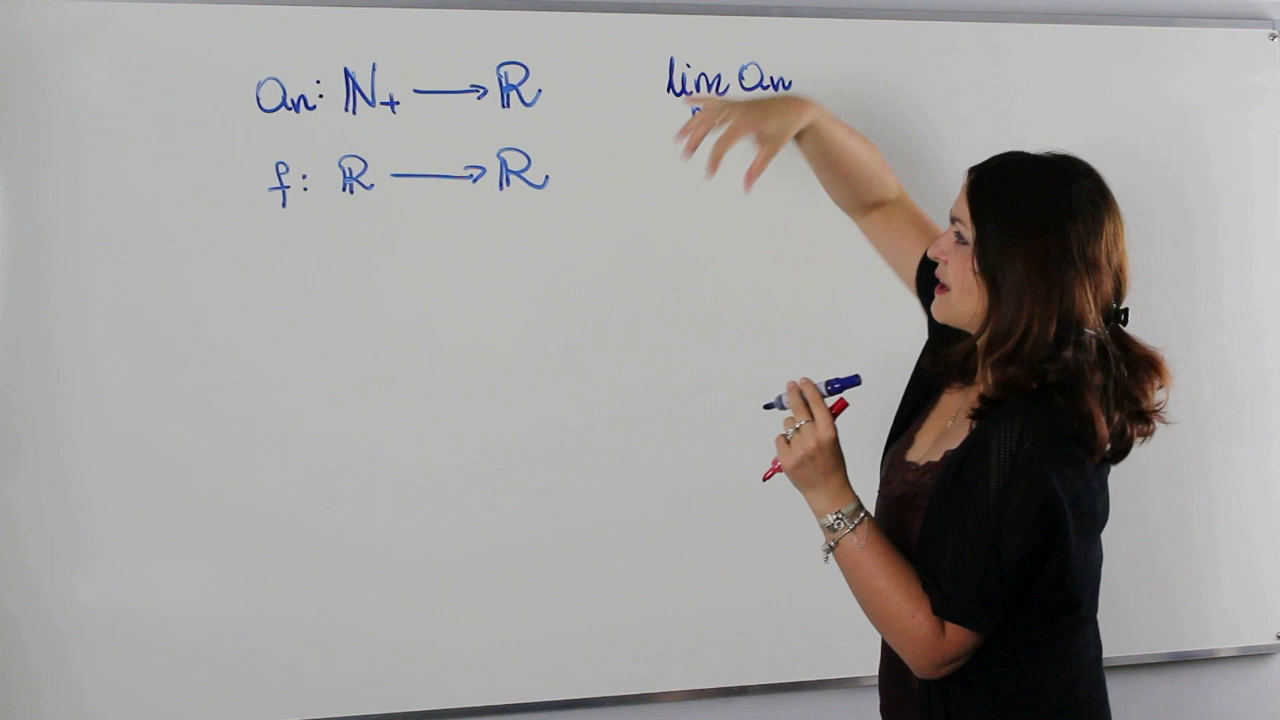 an: ℕ+ → ℝ
lim an
f: ℝ → ℝ